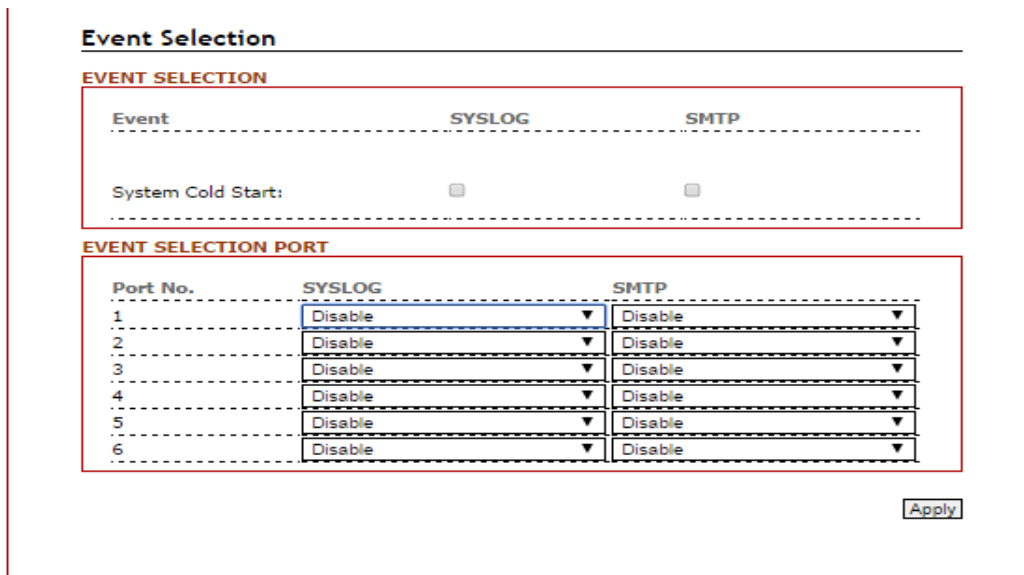 Event Selection
EVENT SELECTION
Event SYSLOG SMTP
System Cold Start:
EVENT SELECTION PORT
Port No. SYSLOG SMTP
1 Disable Disable
2 Disable Disable
3 Disable Disable
4 Disable Disable
5 Disable Disable
6 Disable Disable
Apply